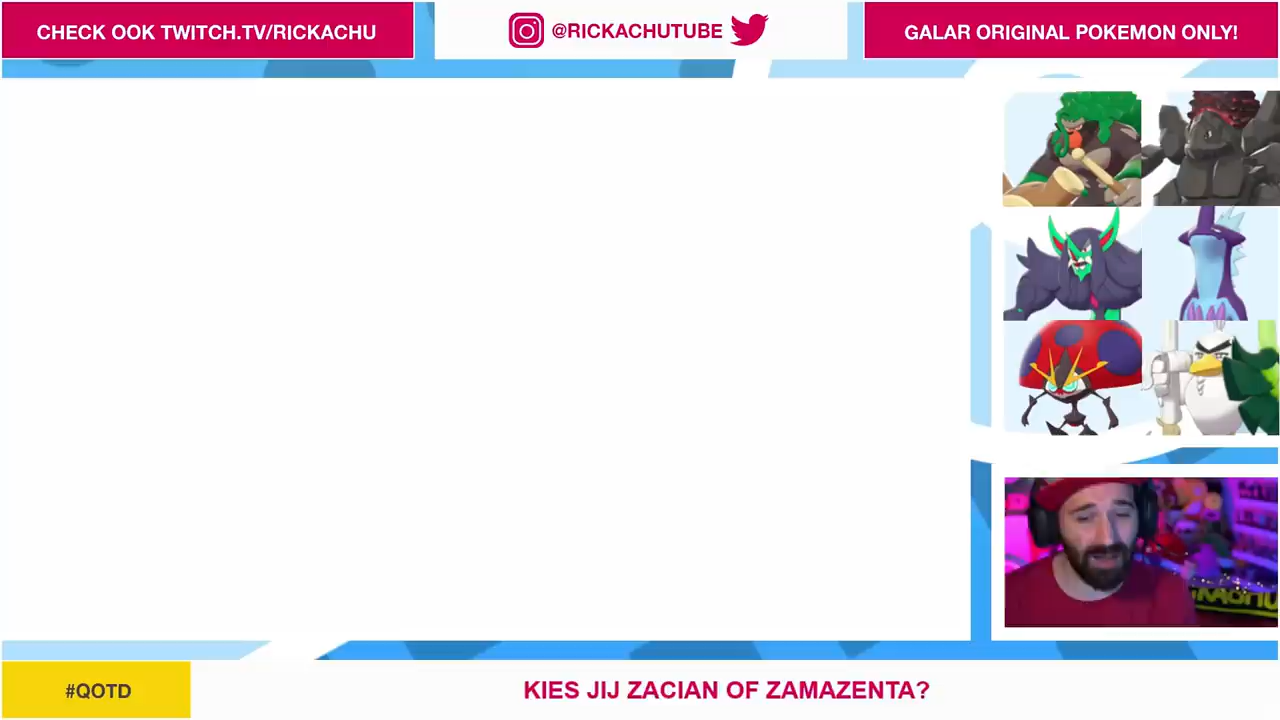 CHECK OOK TWITCH.TV/RICKACHU
@RICKACHUTUBE
GALAR ORIGINAL POKEMON ONLY!
#QOTD
KIES JIJ ZACIAN OF ZAMAZENTA?